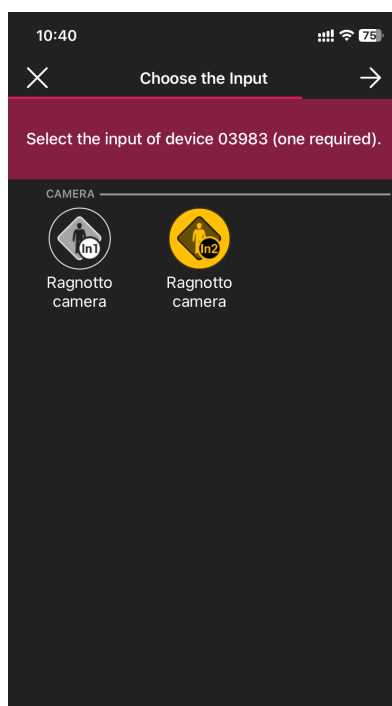 10:40
75
Choose the Input
Select the input of device 03983 (one required).
CAMERA
In1
In2
Ragnotto
camera
Ragnotto
camera